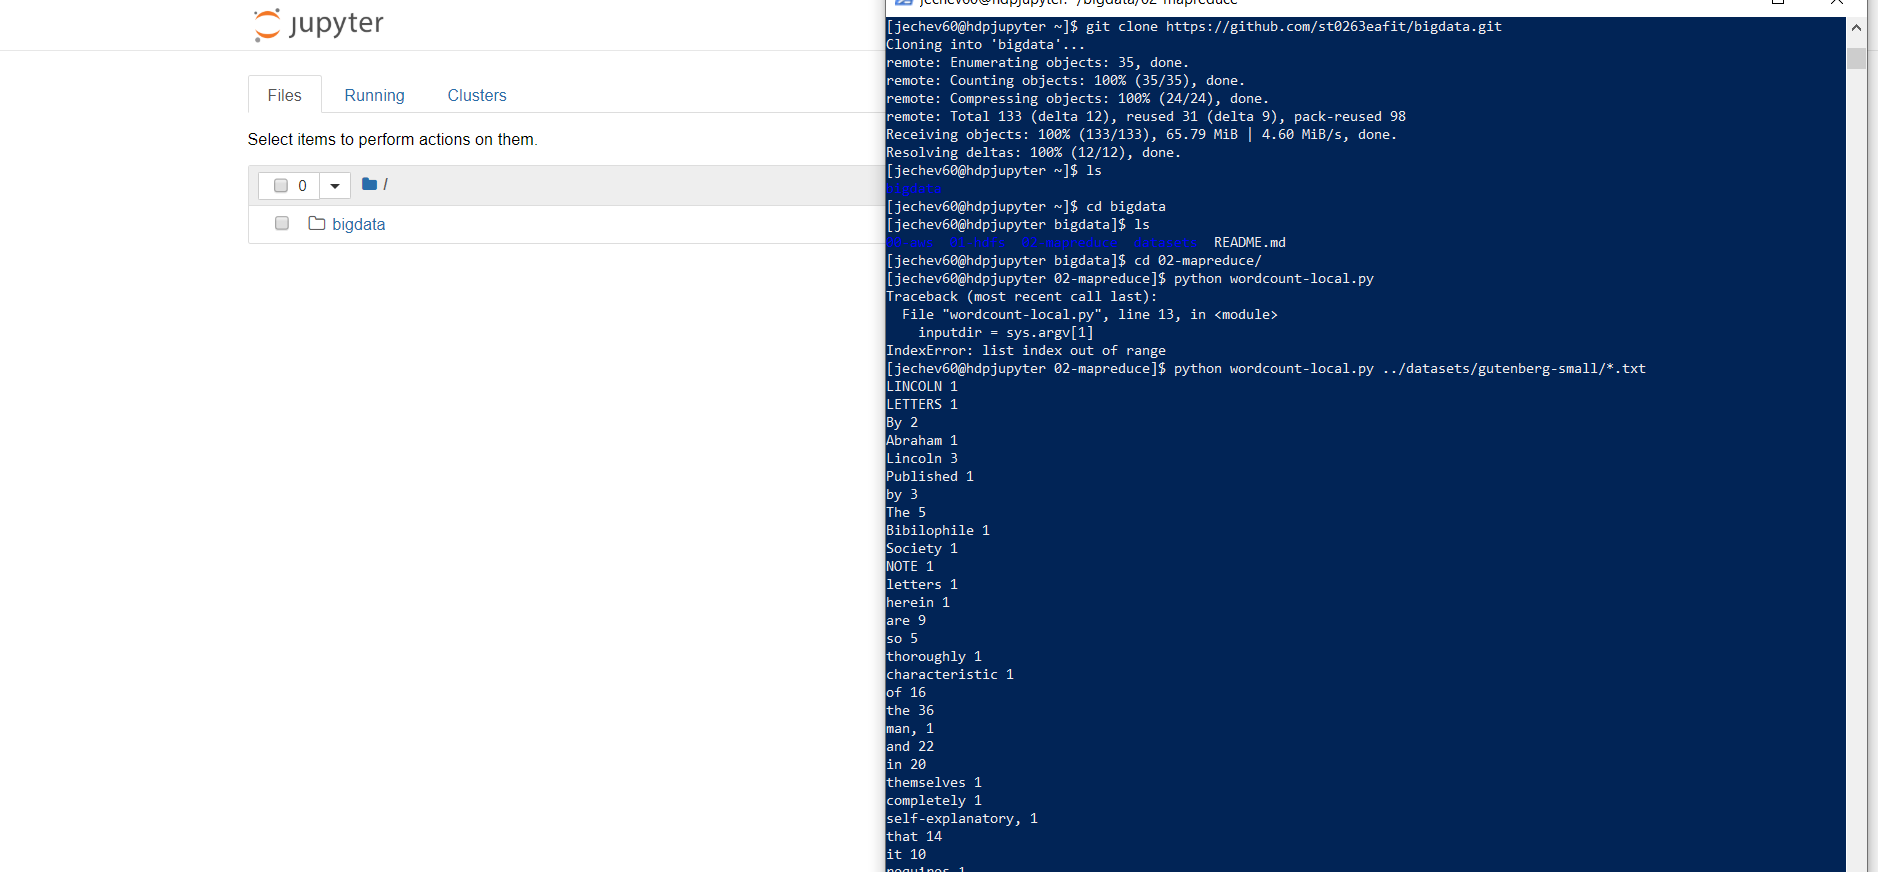 jupyter
Files Running Clusters
Select items to perform actions on them.
0 /
bigdata
jechev60@hdpjupyter:~/bigdata/02-mapreduce
[jechev60@hdpjupyter ~]$ git clone https://github.com/st0263eafit/bigdata.git
Cloning into 'bigdata'...
remote: Enumerating objects: 35, done.
remote: Counting objects: 100% (35/35), done.
remote: Compressing objects: 100% (24/24), done.
remote: Total 133 (delta 12), reused 31 (delta 9), pack-reused 98
Receiving objects: 100% (133/133), 65.79 MiB | 4.60 MiB/s, done.
Resolving deltas: 100% (12/12), done.
[jechev60@hdpjupyter ~]$ ls
bigdata
[jechev60@hdpjupyter ~]$ cd bigdata
[jechev60@hdpjupyter bigdata]$ ls
02-mapreduce datasets README.md
[jechev60@hdpjupyter bigdata]$ cd 02-mapreduce/
[jechev60@hdpjupyter 02-mapreduce]$ python wordcount-local.py
Traceback (most recent call last):
File "wordcount-local.py", line 13, in <module>
inputdir = sys.argv[1]
IndexError: list index out of range
[jechev60@hdpjupyter 02-mapreduce]$ python wordcount-local.py ../datasets/gutenberg-small/*.txt
LINCOLN 1
LETTERS 1
By 2
Abraham 1
Lincoln 3
Published 1
by 3
The 5
Bibilophile 1
Society 1
NOTE 1
letters 1
herein 1
are 9
so 5
thoroughly 1
characteristic 1
of 16
the 36
man, 1
and 22
in 20
themselves 1
completely 1
self-explanatory, 1
that 14
it 10
requires 1